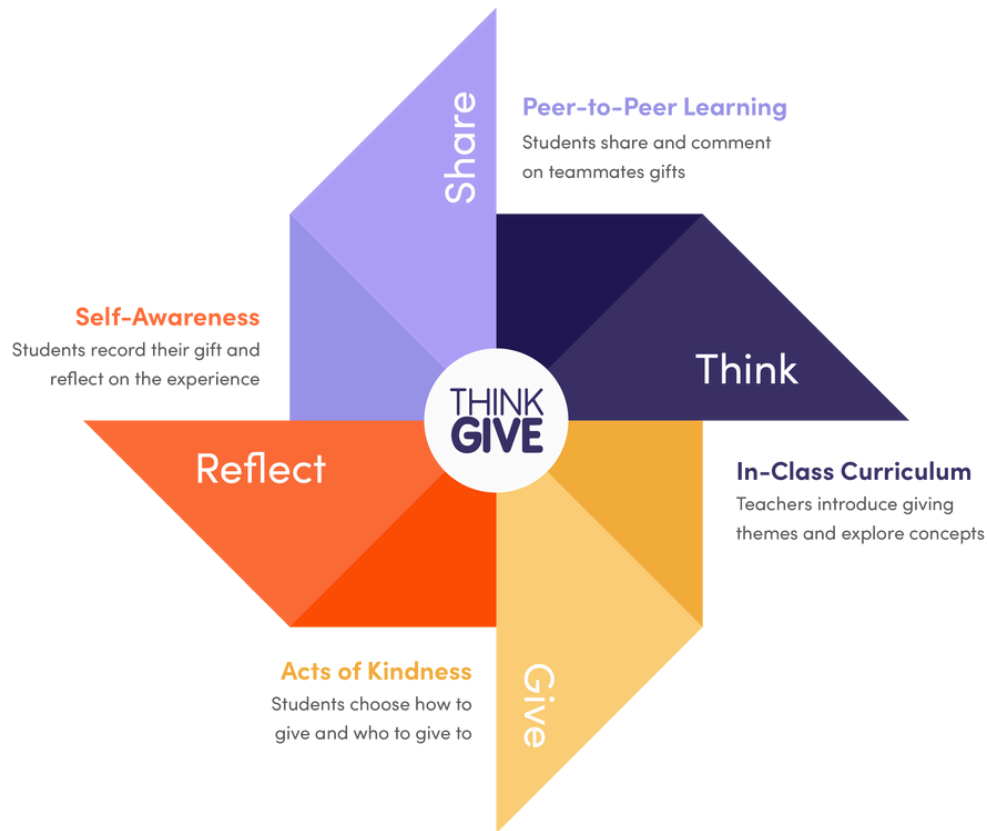 Share
Peer-to-Peer Learning
Students share and comment
on teammates gifts
Think
In-Class Curriculum
Teachers introduce giving
themes and explore concepts
Give
Acts of Kindness
Students choose how to
give and who to give to
Reflect
Self-Awareness
Students record their gift and
reflect on the experience
THINK
GIVE